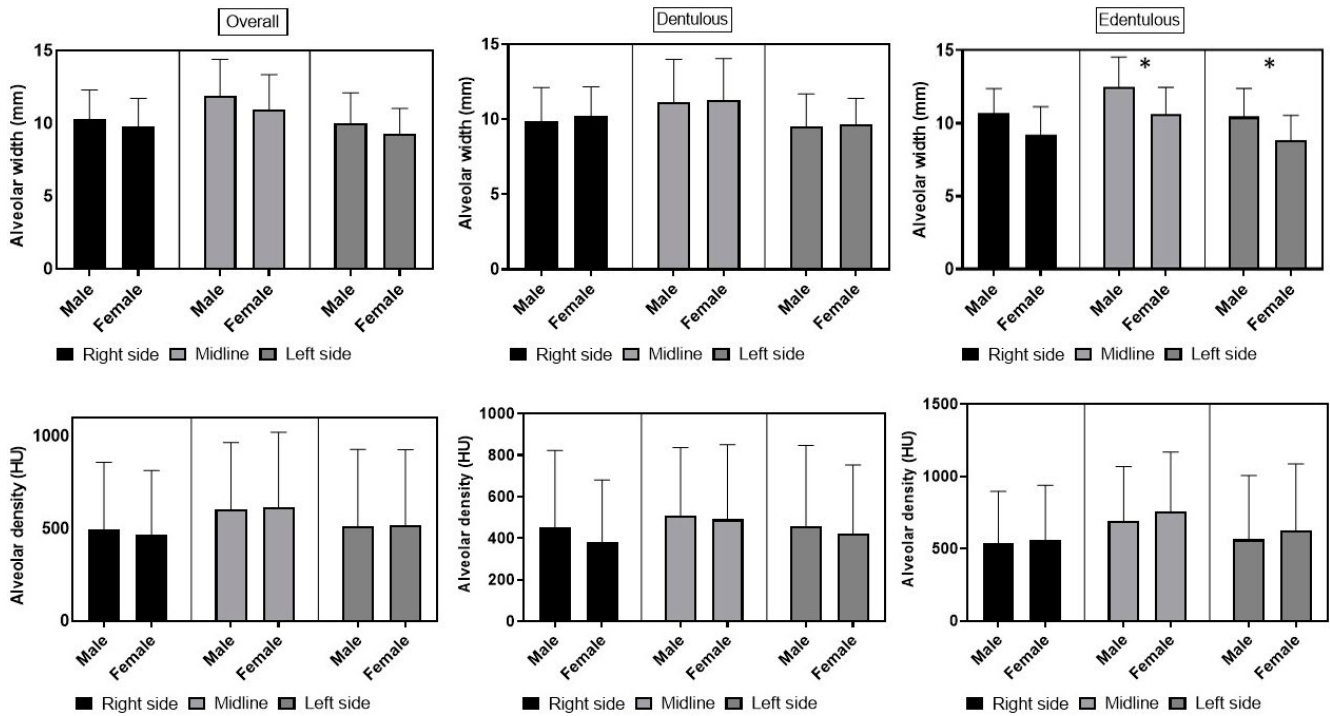 Overall
Alveolar width (mm)
15
10
5
0
Male
Female
Male
Female
Male
Female
Right side Midline Left side
Dentulous
Alveolar width (mm)
15
10
5
0
Male
Female
Male
Female
Male
Female
Right side Midline Left side
Edentulous
Alveolar width (mm)
15
10
5
0
*
*
Male
Female
Male
Female
Male
Female
Right side Midline Left side
Alveolar density (HU)
1000
500
0
Male
Female
Male
Female
Male
Female
Right side Midline Left side
Alveolar density (HU)
1000
800
600
400
200
0
Male
Female
Male
Female
Male
Female
Right side Midline Left side
Alveolar density (HU)
1500
1000
500
0
Male
Female
Male
Female
Male
Female
Right side Midline Left side